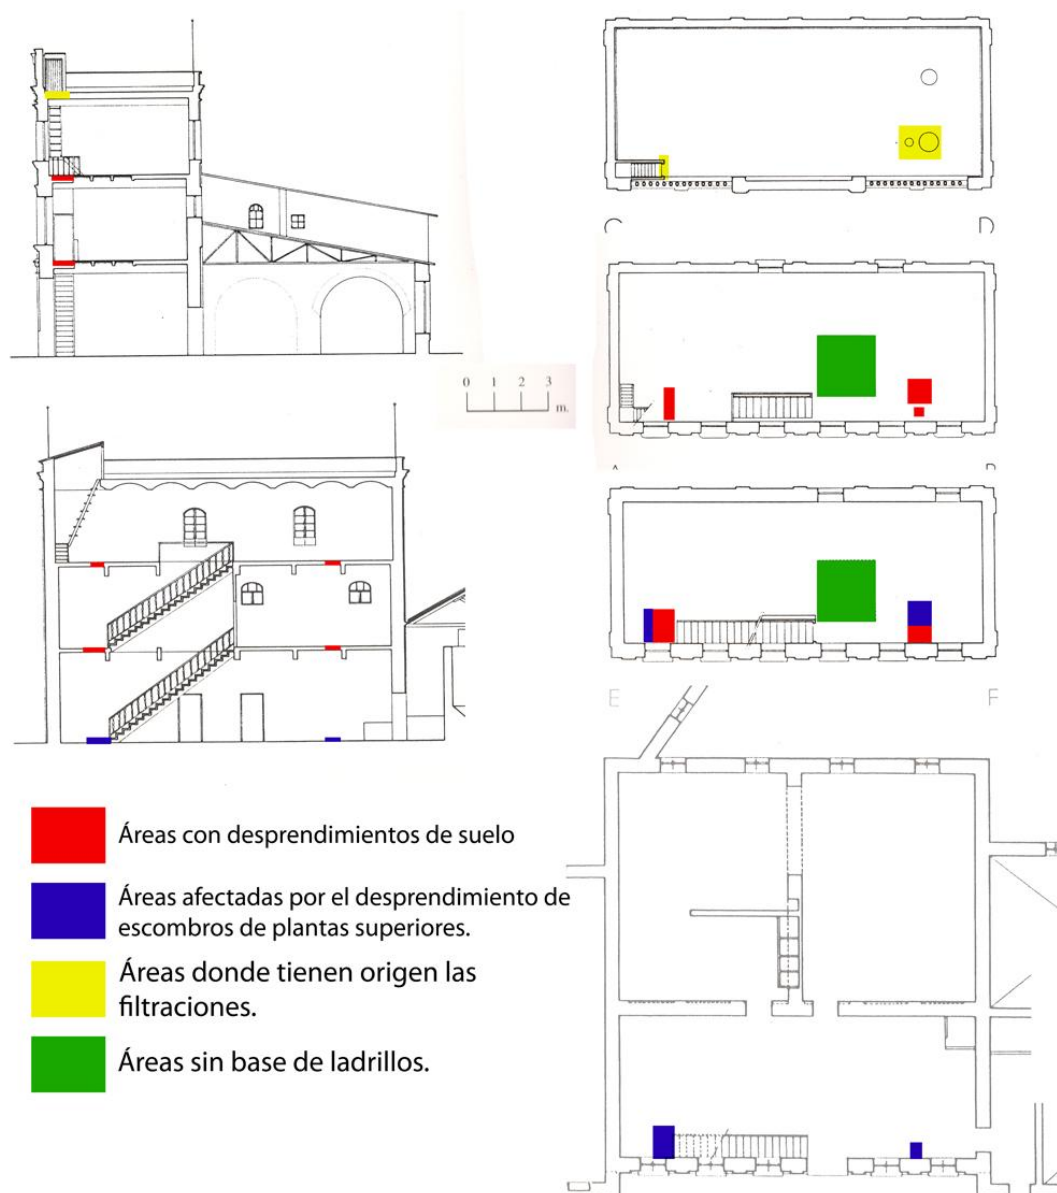 C D
0 1 2 3
m.
A B
E F
Áreas con desprendimientos de suelo
Áreas afectadas por el desprendimiento de
escombros de plantas superiores.
Áreas donde tienen origen las
filtraciones.
Áreas sin base de ladrillos.